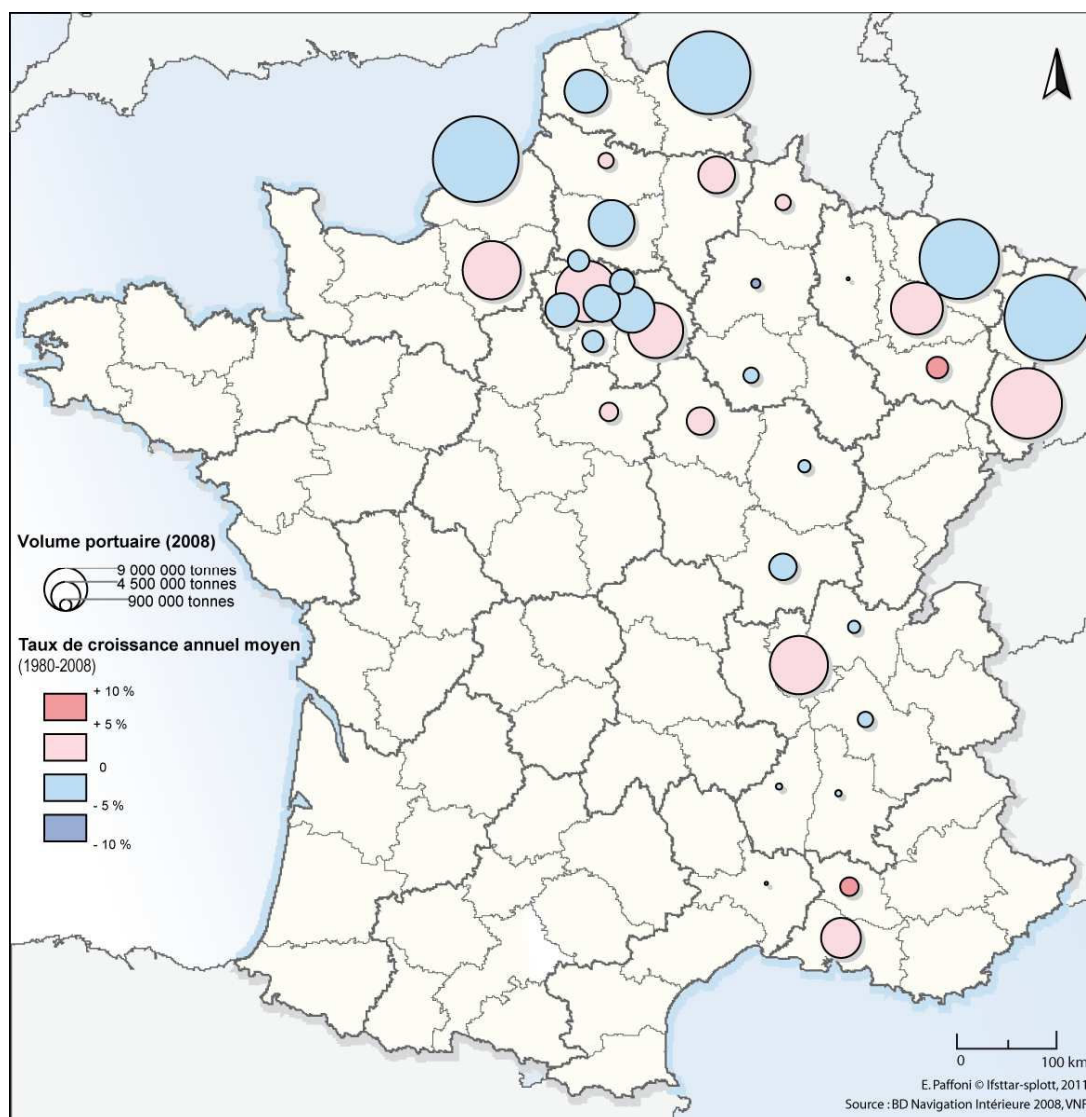 Volume portuaire (2008)
9 000 000 tonnes
4 500 000 tonnes
900 000 tonnes
Taux de croissance annuel moyen
(1980-2008)
+ 10 %
+ 5 %
0
- 5 %
- 10 %
0 100 km
E. Paffoni © Ifsttar-splott, 2011
Source : BD Navigation Intérieure 2008, VNF